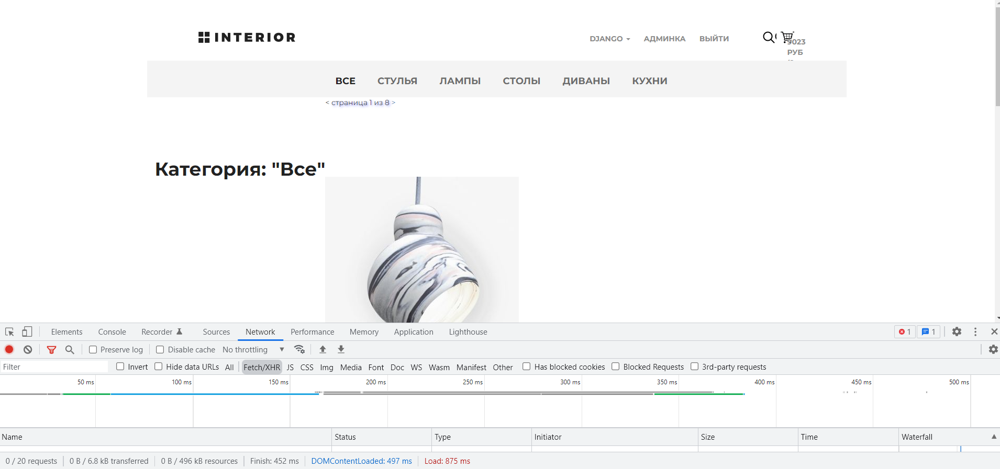 INTERIOR
DJANGO АДМИНКА ВЫЙТИ
9023
РУБ
ВСЕ СТУЛЬЯ ЛАМПЫ СТОЛЫ ДИВАНЫ КУХНИ
< страница 1 из 8 >
Категория: "Все"
Elements Console Recorder Sources Network Performance Memory Application Lighthouse 1 1
Preserve log Disable cache No throttling
Filter Invert Hide data URLs All Fetch/XHR JS CSS Img Media Font Doc WS Wasm Manifest Other Has blocked cookies Blocked Requests 3rd-party requests
50 ms 100 ms 150 ms 200 ms 250 ms 300 ms 350 ms 400 ms 450 ms 500 ms
Name Status Type Initiator Size Time Waterfall
0 / 20 requests 0 B / 6.8 kB transferred 0 B / 496 kB resources Finish: 452 ms DOMContentLoaded: 497 ms Load: 875 ms